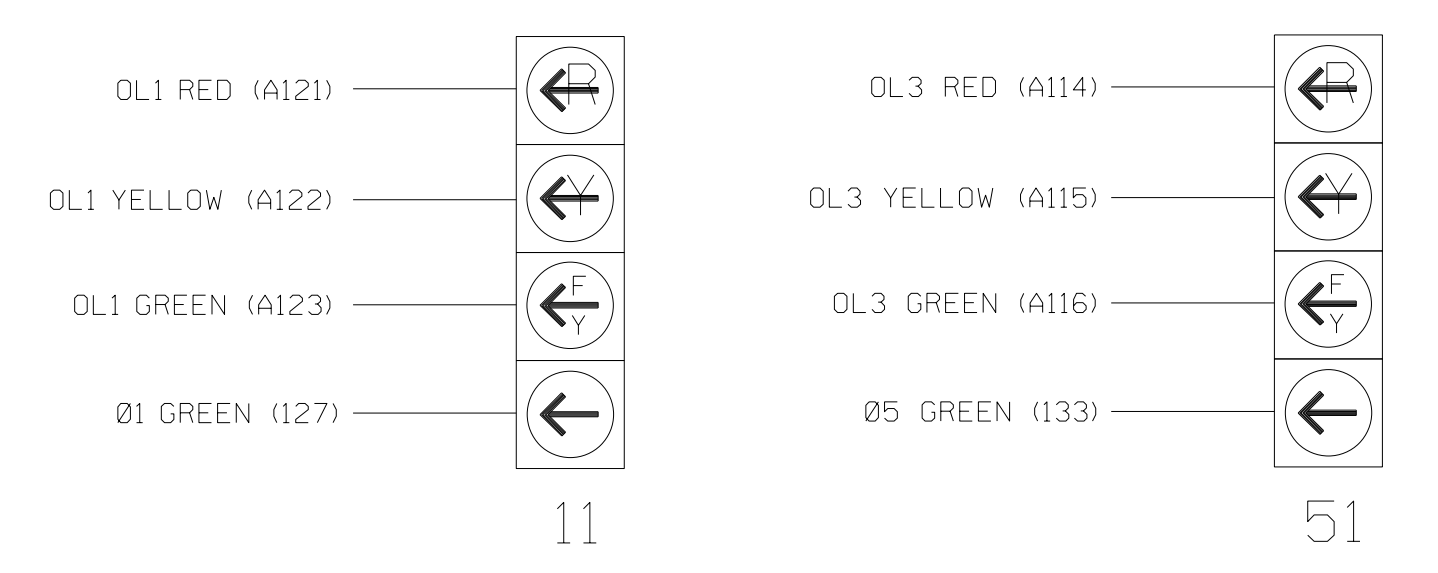 OL1 RED (A121)
R
OL1 YELLOW (A122)
Y
OL1 GREEN (A123)
F
Y
Ø1 GREEN (127)
11
OL3 RED (A114)
R
OL3 YELLOW (A115)
Y
OL3 GREEN (A116)
F
Y
Ø5 GREEN (133)
51